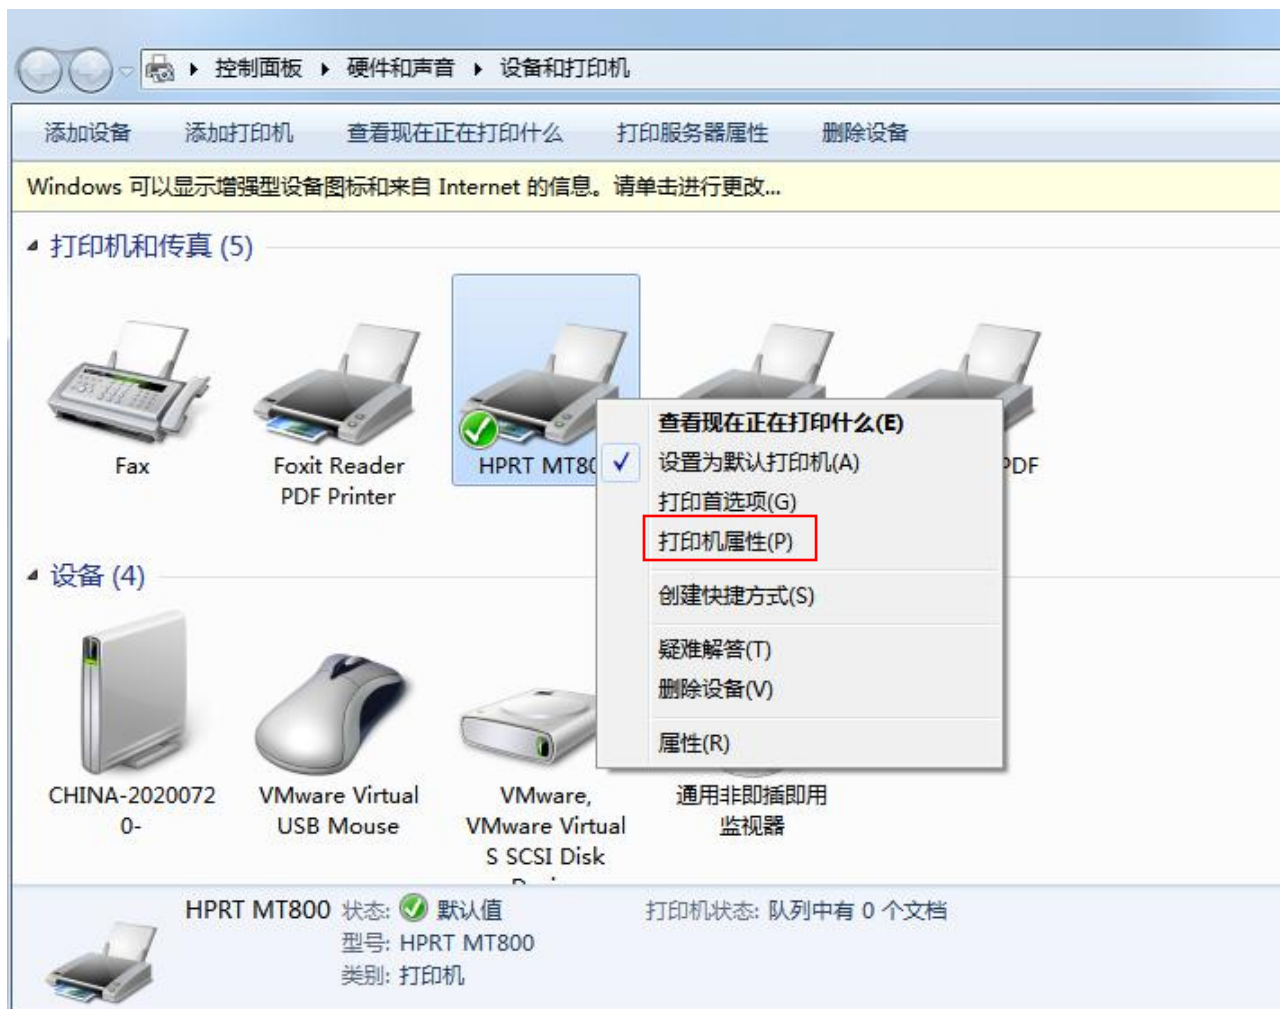 控制面板 ▸ 硬件和声音 ▸ 设备和打印机
添加设备 添加打印机 查看现在正在打印什么 打印服务器属性 删除设备
Windows 可以显示增强型设备图标和来自 Internet 的信息。请单击进行更改...
打印机和传真 (5)
Fax
Foxit Reader
PDF Printer
HPRT MT80
PDF
查看现在正在打印什么(E)
设置为默认打印机(A)
打印首选项(G)
打印机属性(P)
创建快捷方式(S)
疑难解答(T)
删除设备(V)
属性(R)
设备 (4)
CHINA-2020072
0-
VMware Virtual
USB Mouse
VMware,
VMware Virtual
S SCSI Disk
通用非即插即用
监视器
HPRT MT800 状态: 默认值 打印机状态: 队列中有 0 个文档
型号: HPRT MT800
类别: 打印机